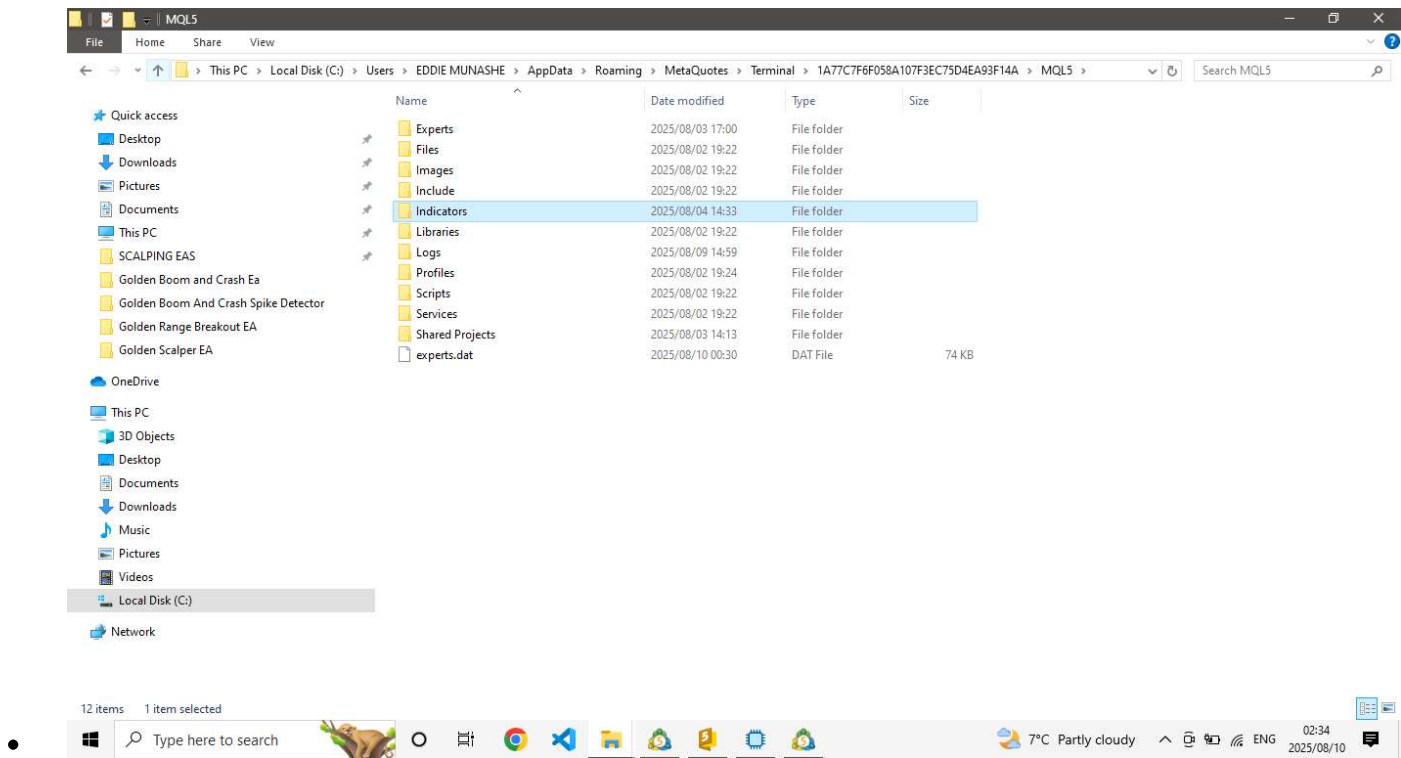 MQL5
File Home Share View
This PC > Local Disk (C:) > Users > EDDIE MUNASHE > AppData > Roaming > MetaQuotes > Terminal > 1A77C7F6F058A107F3EC75D4EA93F14A > MQL5 >
Search MQL5
Name Date modified Type Size
Quick access
Desktop
Downloads
Pictures
Documents
This PC
SCALPING EAS
Golden Boom and Crash Ea
Golden Boom And Crash Spike Detector
Golden Range Breakout EA
Golden Scalper EA
OneDrive
This PC
3D Objects
Desktop
Documents
Downloads
Music
Pictures
Videos
Local Disk (C:)
Network
Experts 2025/08/03 17:00 File folder
Files 2025/08/02 19:22 File folder
Images 2025/08/02 19:22 File folder
Include 2025/08/02 19:22 File folder
Indicators 2025/08/04 14:33 File folder
Libraries 2025/08/02 19:22 File folder
Logs 2025/08/09 14:59 File folder
Profiles 2025/08/02 19:24 File folder
Scripts 2025/08/02 19:22 File folder
Services 2025/08/02 19:22 File folder
Shared Projects 2025/08/03 14:13 File folder
experts.dat 2025/08/10 00:30 DAT File 74 KB
12 items 1 item selected
Type here to search
7°C Partly cloudy
ENG
02:34
2025/08/10